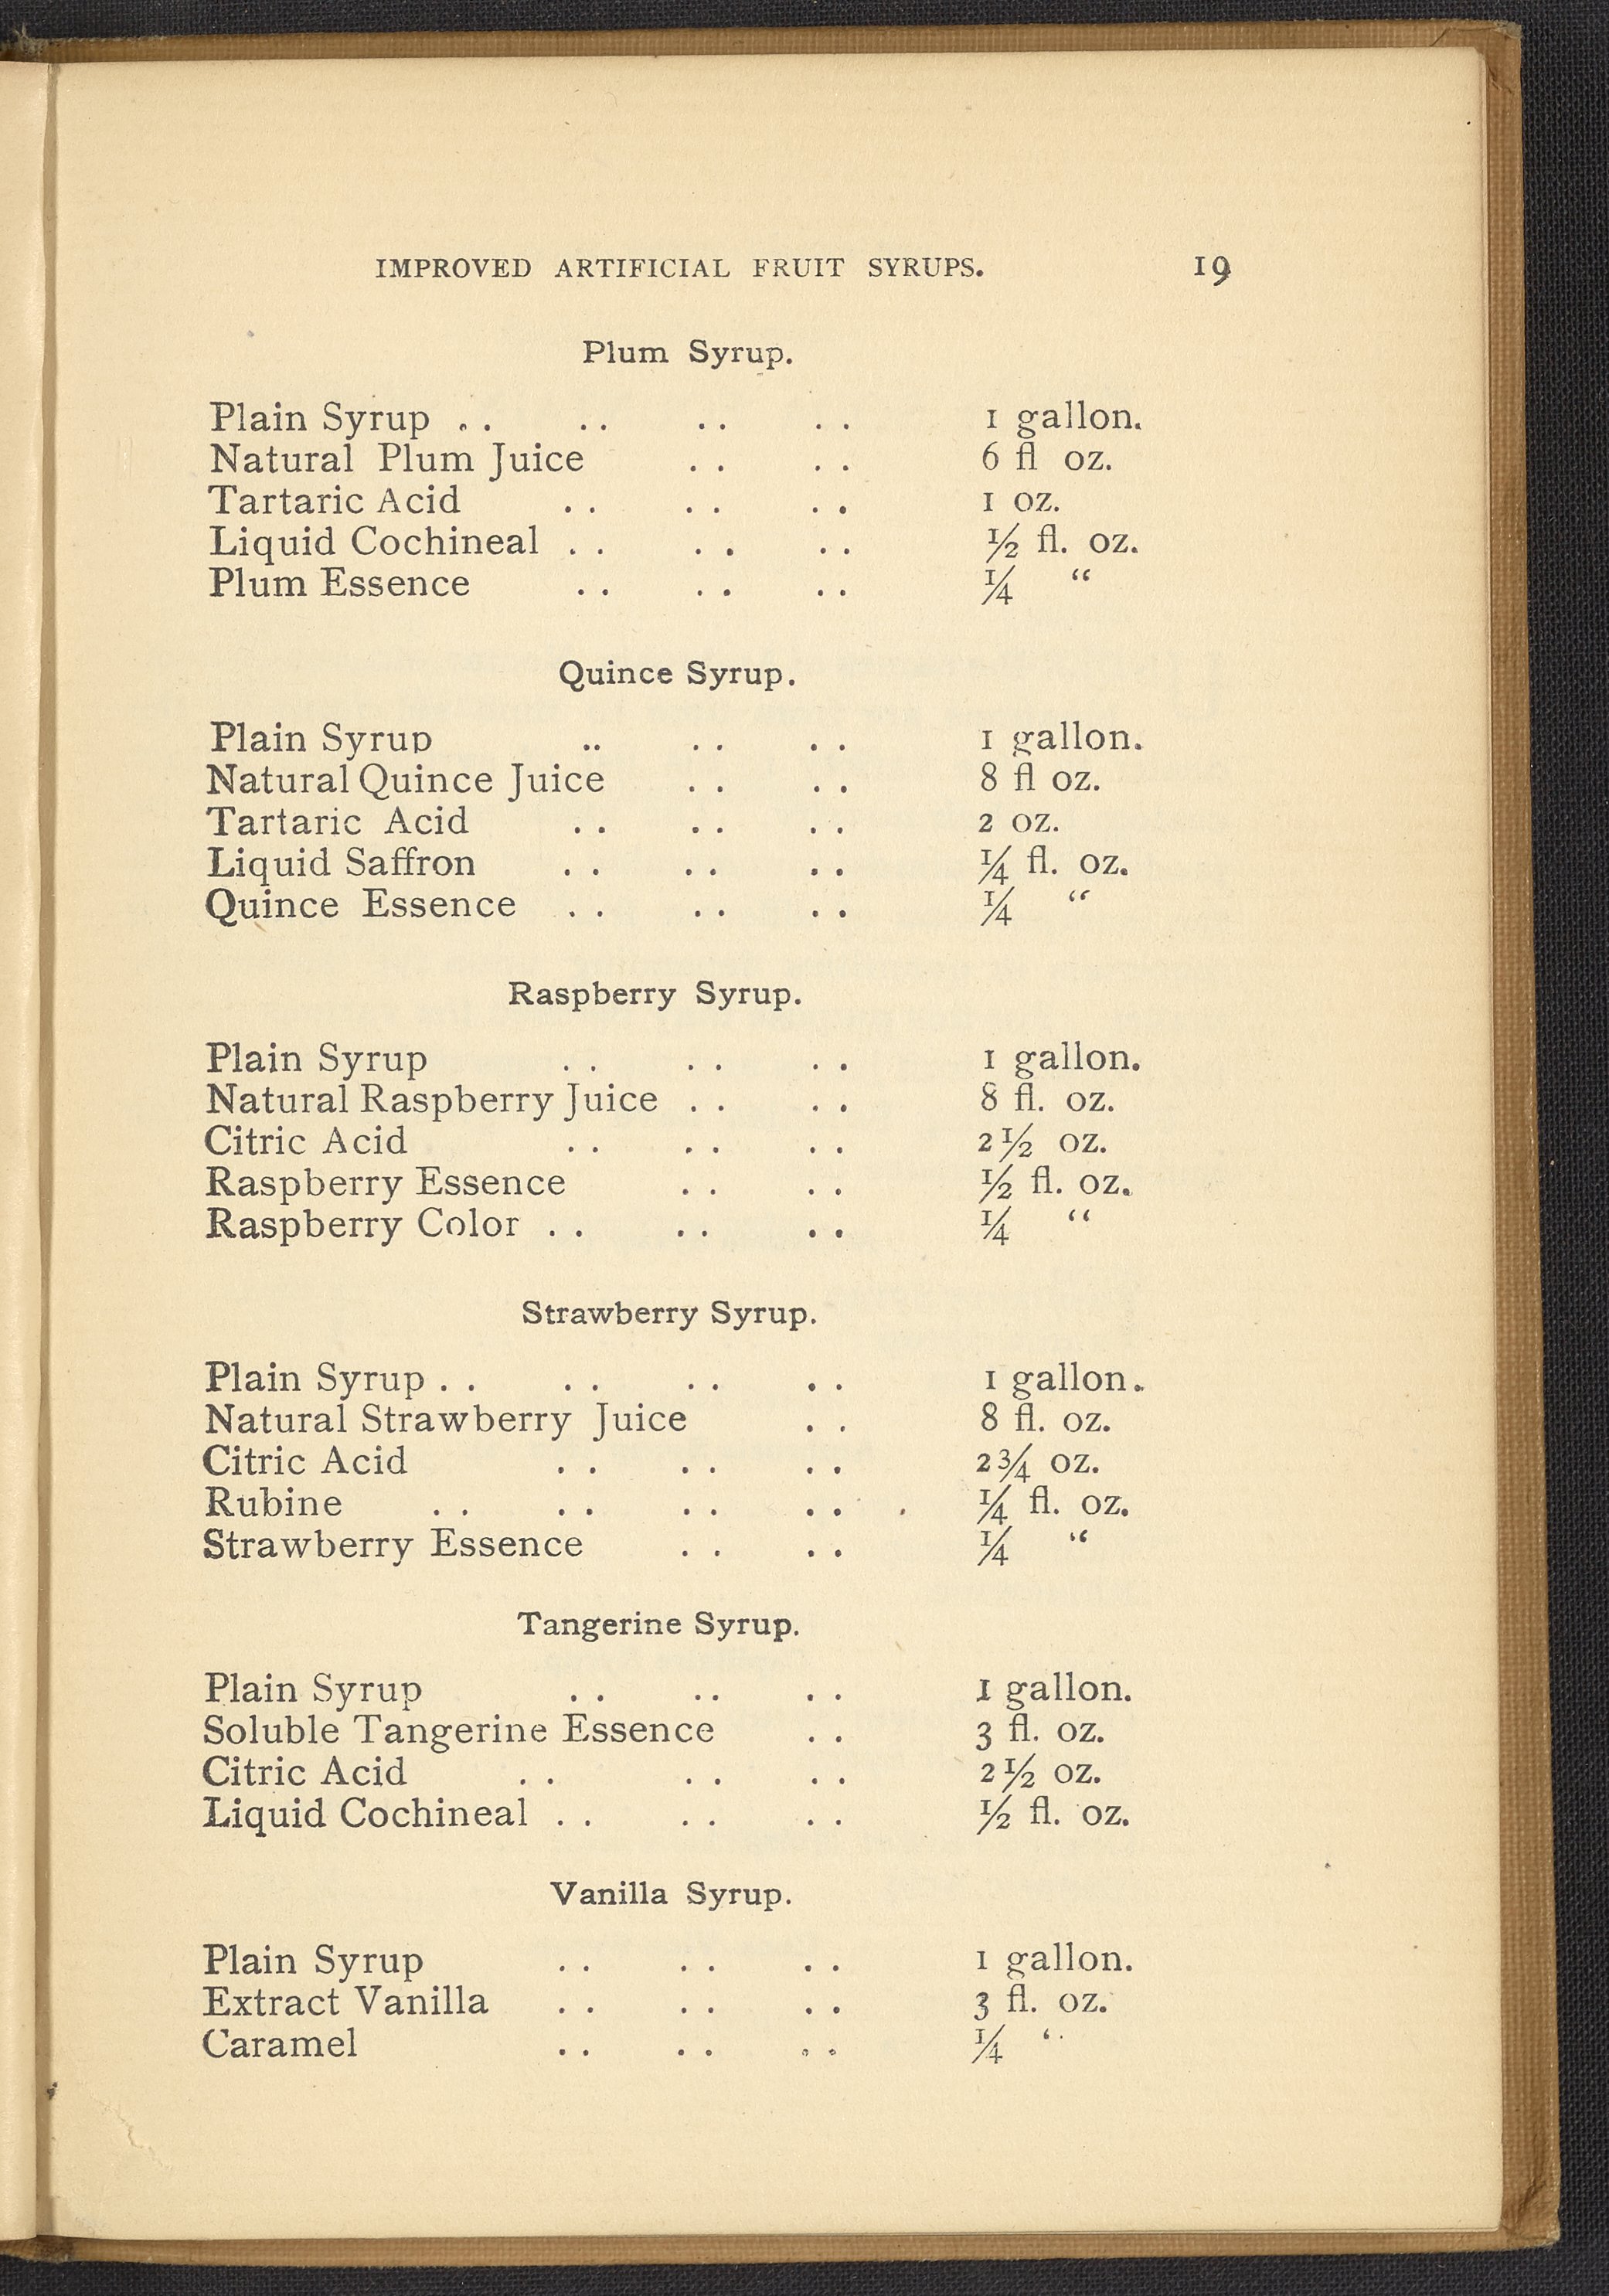 IMPROVED ARTIFICIAL FRUIT SYRUPS. 19
Plum Syrup.
Plain Syrup .. .. .. .. 1 gallon.
Natural Plum Juice .. .. 6 fl oz.
Tartaric Acid .. .. .. 1 oz.
Liquid Cochineal .. .. .. ½ fl. oz.
Plum Essence .. .. .. ¼ “
Quince Syrup.
Plain Syrup .. .. .. 1 gallon.
Natural Quince Juice .. .. 8 fl oz.
Tartaric Acid .. .. .. 2 oz.
Liquid Saffron .. .. .. ¼ fl. oz.
Quince Essence .. .. .. ¼ “
Raspberry Syrup.
Plain Syrup .. .. .. 1 gallon.
Natural Raspberry Juice .. .. 8 fl. oz.
Citric Acid .. .. .. 2½ oz.
Raspberry Essence .. .. ½ fl. oz.
Raspberry Color .. .. .. ¼ “
Strawberry Syrup.
Plain Syrup .. .. .. .. 1 gallon.
Natural Strawberry Juice .. 8 fl. oz.
Citric Acid .. .. .. 2¾ oz.
Rubine .. .. .. .. ¼ fl. oz.
Strawberry Essence .. .. ¼ “
Tangerine Syrup.
Plain Syrup .. .. .. 1 gallon.
Soluble Tangerine Essence .. 3 fl. oz.
Citric Acid .. .. .. 2½ oz.
Liquid Cochineal .. .. .. ½ fl. oz.
Vanilla Syrup.
Plain Syrup .. .. .. 1 gallon.
Extract Vanilla .. .. .. 3 fl. oz.
Caramel .. .. .. ¼ “